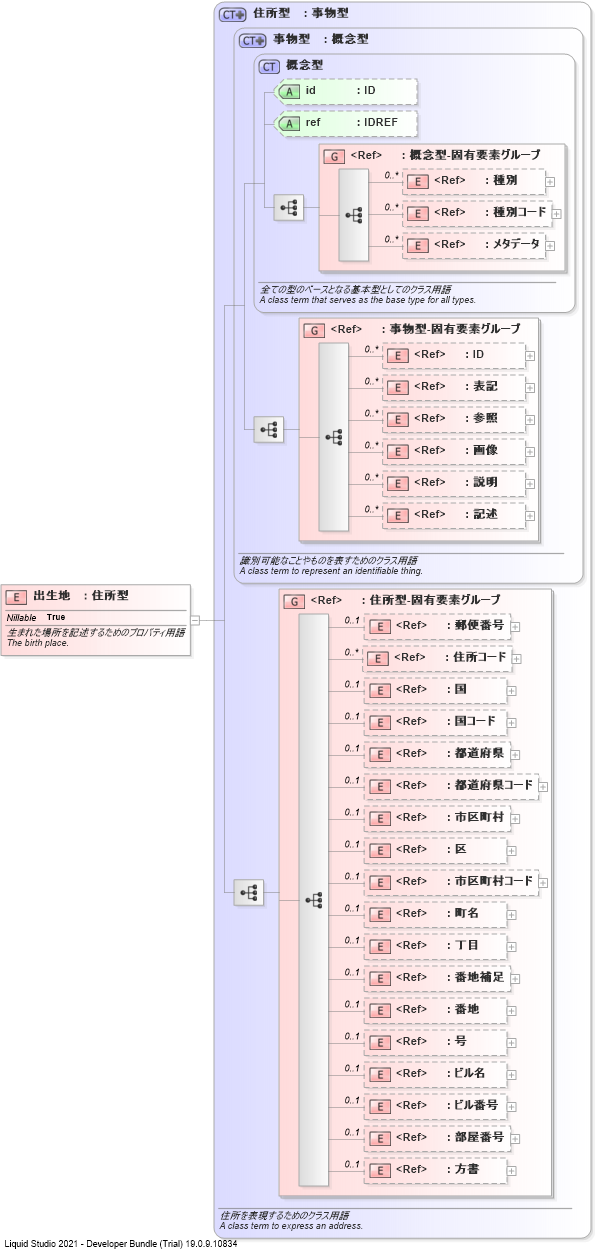 CT 住所型 : 事物型
CT 事物型 : 概念型
CT 概念型
A id : ID
A ref : IDREF
G <Ref> : 概念型-固有要素グループ
0..* E <Ref> : 種別
0..* E <Ref> : 種別コード
0..* E <Ref> : メタデータ
全ての型のベースとなる基本型としてのクラス用語
A class term that serves as the base type for all types.
G <Ref> : 事物型-固有要素グループ
0..* E <Ref> : ID
0..* E <Ref> : 表記
0..* E <Ref> : 参照
0..* E <Ref> : 画像
0..* E <Ref> : 説明
0..* E <Ref> : 記述
識別可能なことやものを表すためのクラス用語
A class term to represent an identifiable thing.
E 出生地 : 住所型
Nillable True
生まれた場所を記述するためのプロパティ用語
The birth place.
G <Ref> : 住所型-固有要素グループ
0..1 E <Ref> : 郵便番号
0..* E <Ref> : 住所コード
0..1 E <Ref> : 国
0..1 E <Ref> : 国コード
0..1 E <Ref> : 都道府県
0..1 E <Ref> : 都道府県コード
0..1 E <Ref> : 市区町村
0..1 E <Ref> : 区
0..1 E <Ref> : 市区町村コード
0..1 E <Ref> : 町名
0..1 E <Ref> : 丁目
0..1 E <Ref> : 番地補足
0..1 E <Ref> : 番地
0..1 E <Ref> : 号
0..1 E <Ref> : ビル名
0..1 E <Ref> : ビル番号
0..1 E <Ref> : 部屋番号
0..1 E <Ref> : 方書
住所を表現するためのクラス用語
A class term to express an address.
Liquid Studio 2021 - Developer Bundle (Trial) 19.0.9.10834